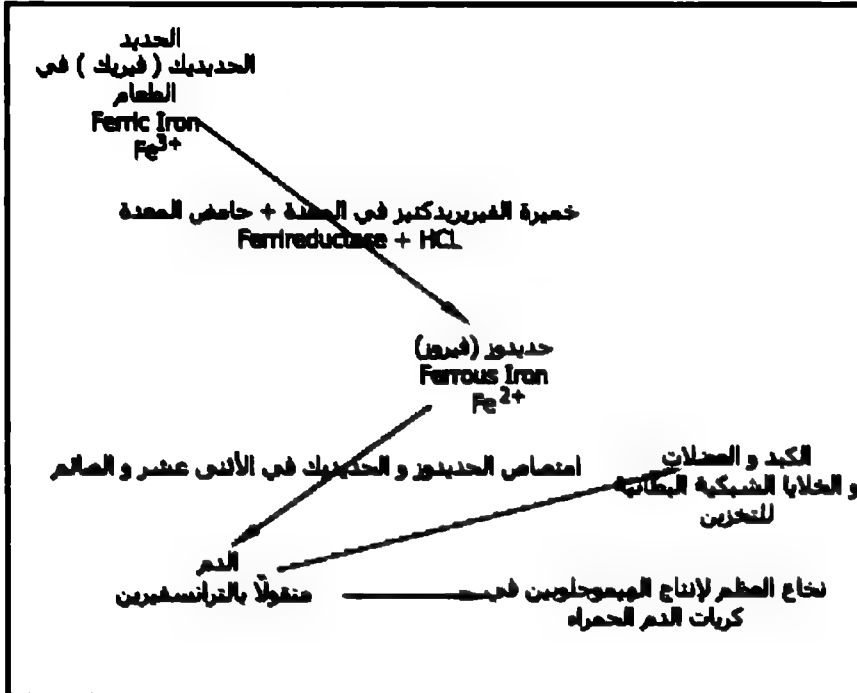 الحديد
الحديديك ( فيريك ) في
الطعام
Ferric Iron
Fe3+
خميرة الفيريريدكتيز في المعدة + حامض المعدة
Ferrireductase + HCL
حديدوز (فيروز)
Ferrous Iron
Fe2+
امتصاص الحديدوز و الحديديك في الأثنى عشر و الصائم
الكبد و العضلات
و الخلايا الشبكية البطانية
للتخزين
الدم
منقولًا بالترانسفيرين
نخاع العظم لإنتاج الهيموجلوبين في
كريات الدم الحمراء